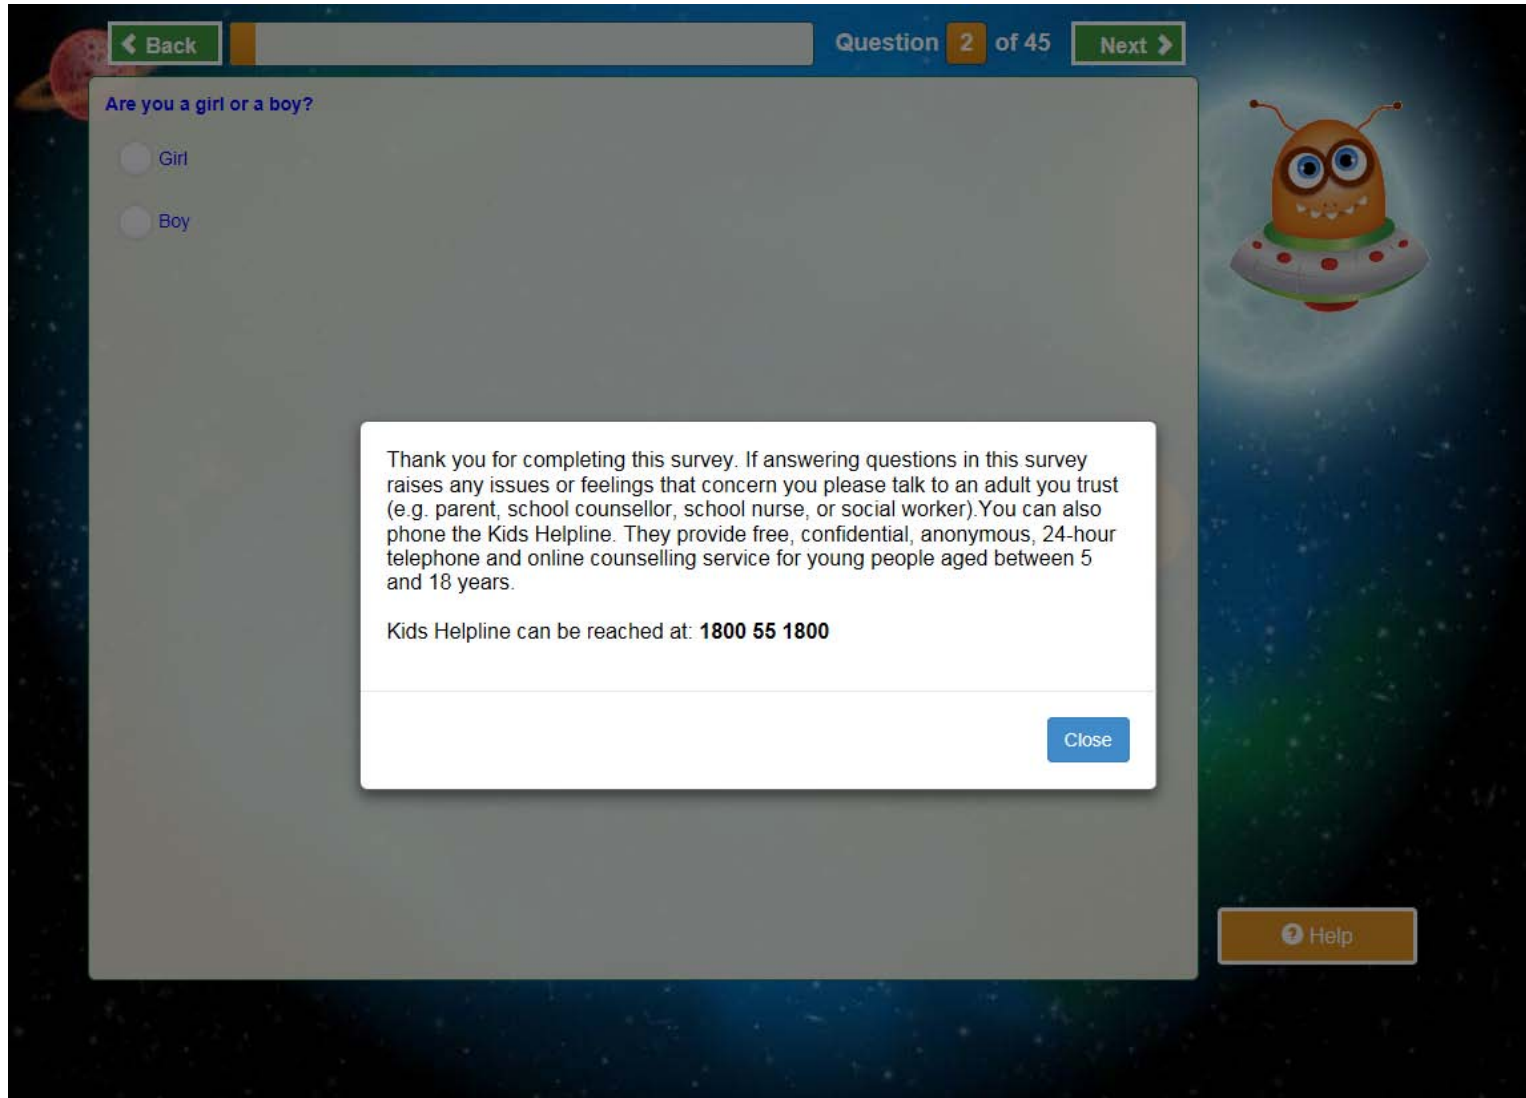 Back
Question 2 of 45
Next
Are you a girl or a boy?
Girl
Boy
Thank you for completing this survey. If answering questions in this survey
raises any issues or feelings that concern you please talk to an adult you trust
(e.g. parent, school counsellor, school nurse, or social worker).You can also
phone the Kids Helpline. They provide free, confidential, anonymous, 24-hour
telephone and online counselling service for young people aged between 5
and 18 years.
Kids Helpline can be reached at: 1800 55 1800
Close
Help